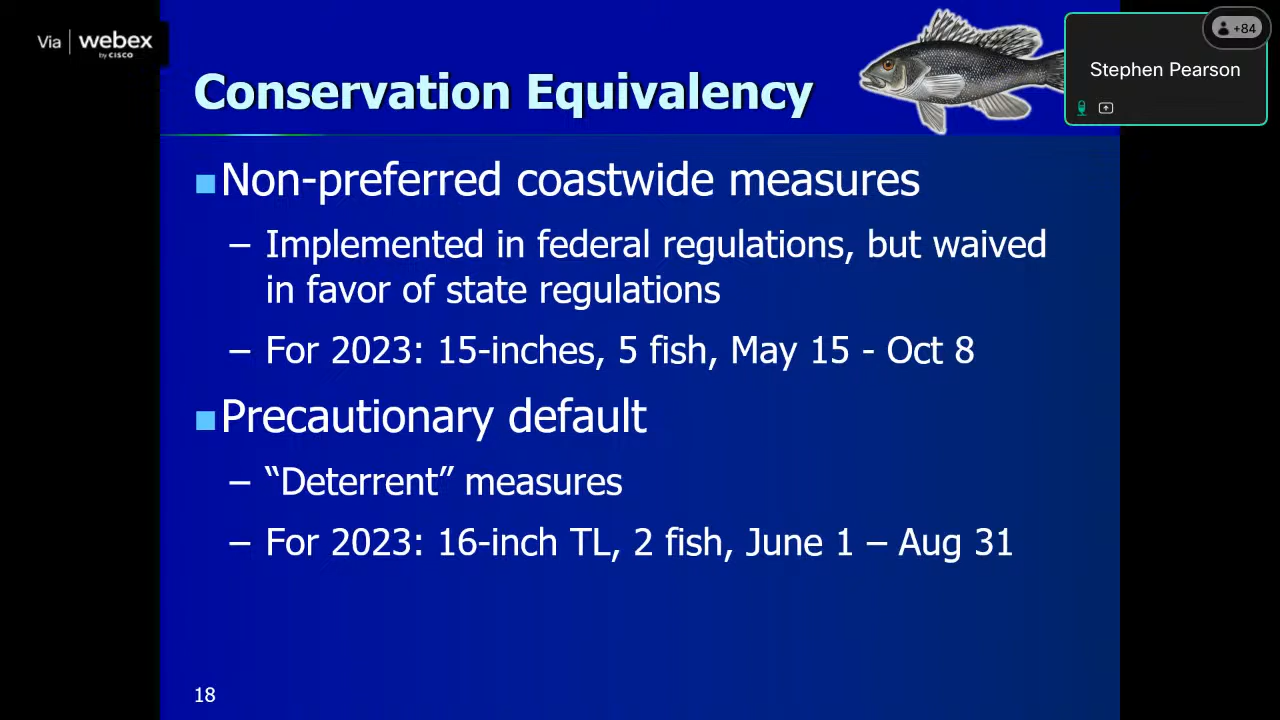 Via | webex
by CISCO
+84
Stephen Pearson
Conservation Equivalency
Non-preferred coastwide measures
– Implemented in federal regulations, but waived
in favor of state regulations
– For 2023: 15-inches, 5 fish, May 15 - Oct 8
Precautionary default
– “Deterrent” measures
– For 2023: 16-inch TL, 2 fish, June 1 – Aug 31
18